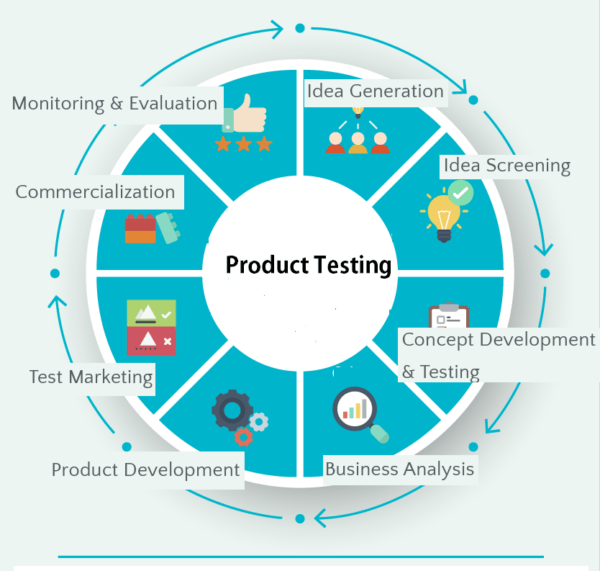 Idea Generation
Monitoring & Evaluation
Idea Screening
Commercialization
Product Testing
Concept Development
& Testing
Test Marketing
Product Development
Business Analysis